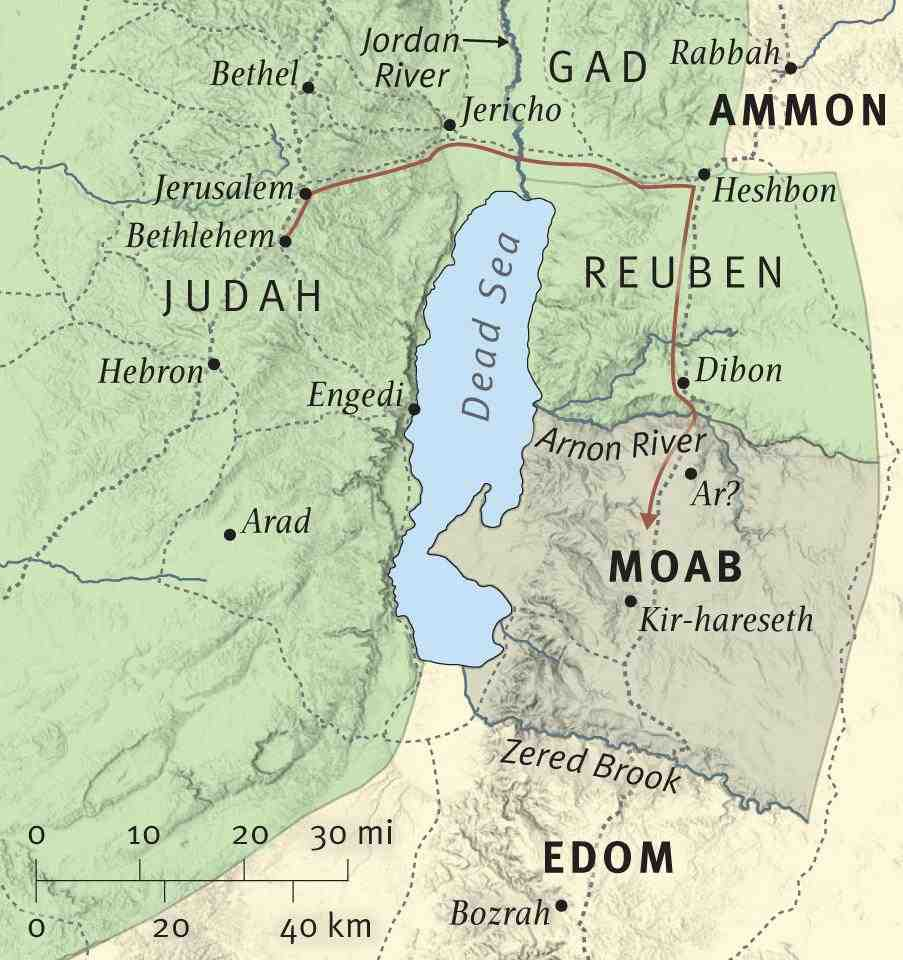 Jordan
River
GAD
Rabbah
Bethel
AMMON
Jericho
Jerusalem
Heshbon
Bethlehem
Dead Sea
REUBEN
JUDAH
Hebron
Dibon
Engedi
Arnon River
Ar?
Arad
MOAB
Kir-hareseth
Zered Brook
0 10 20 30 mi
EDOM
Bozrah
0 20 40 km